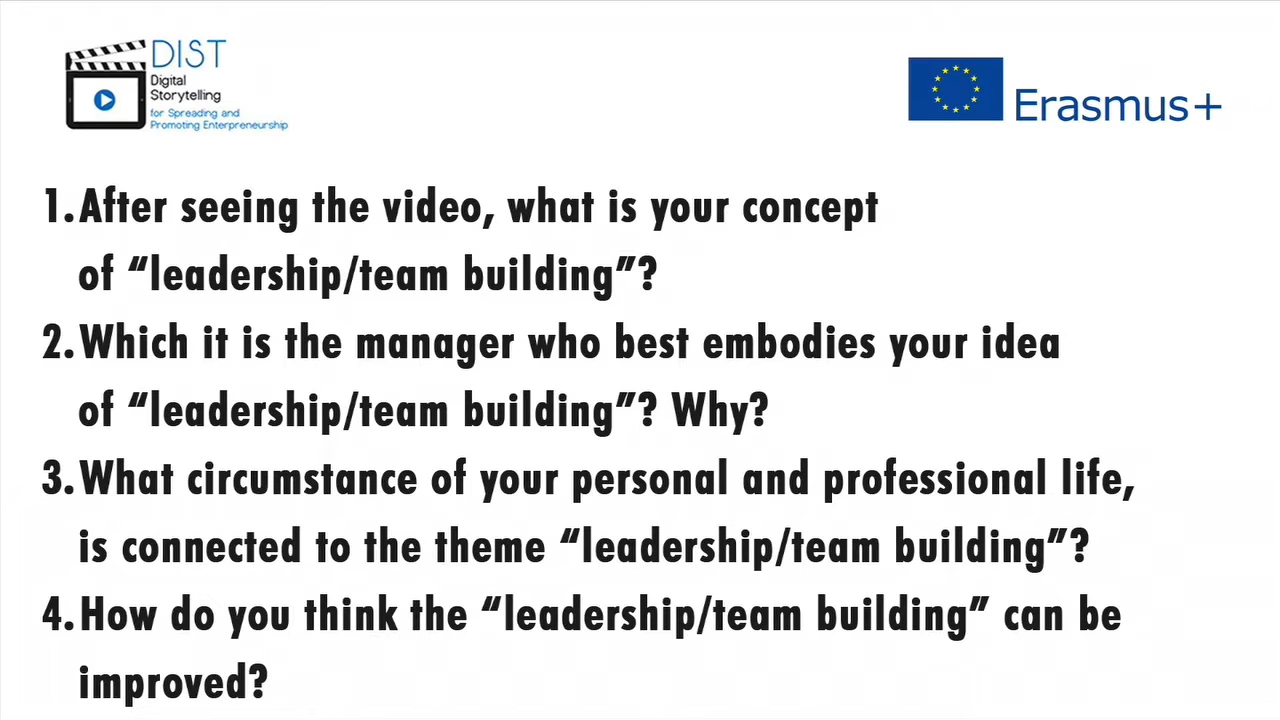 DIST
Digital
Storytelling
for Spreading and
Promoting Enterpreneurship
Erasmus+
1. After seeing the video, what is your concept
of “leadership/team building”?
2. Which it is the manager who best embodies your idea
of “leadership/team building”? Why?
3. What circumstance of your personal and professional life,
is connected to the theme “leadership/team building”?
4. How do you think the “leadership/team building” can be
improved?